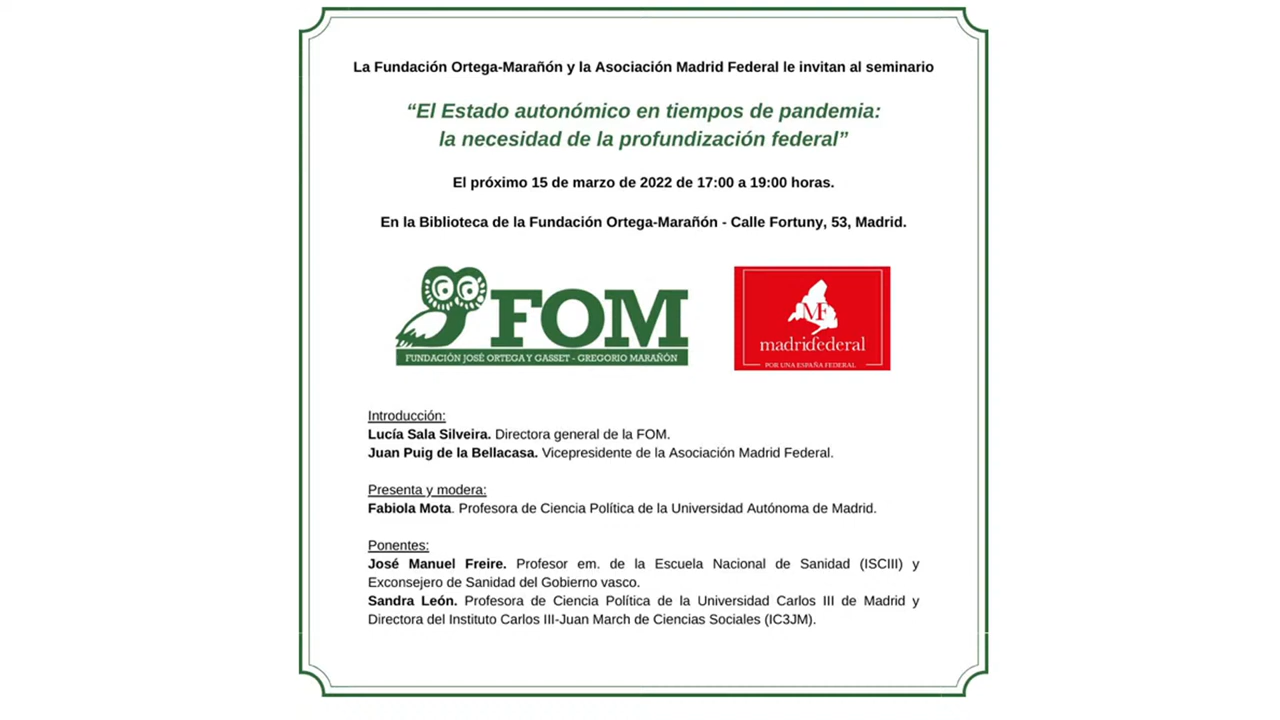 La Fundación Ortega-Marañón y la Asociación Madrid Federal le invitan al seminario
“El Estado autonómico en tiempos de pandemia:
la necesidad de la profundización federal”
El próximo 15 de marzo de 2022 de 17:00 a 19:00 horas.
En la Biblioteca de la Fundación Ortega-Marañón - Calle Fortuny, 53, Madrid.
FOM
FUNDACIÓN JOSÉ ORTEGA Y GASSET - GREGORIO MARAÑÓN
MF
madridfederal
POR UNA ESPAÑA FEDERAL
Introducción:
Lucía Sala Silveira. Directora general de la FOM.
Juan Puig de la Bellacasa. Vicepresidente de la Asociación Madrid Federal.
Presenta y modera:
Fabiola Mota. Profesora de Ciencia Política de la Universidad Autónoma de Madrid.
Ponentes:
José Manuel Freire. Profesor em. de la Escuela Nacional de Sanidad (ISCIII) y
Exconsejero de Sanidad del Gobierno vasco.
Sandra León. Profesora de Ciencia Política de la Universidad Carlos III de Madrid y
Directora del Instituto Carlos III-Juan March de Ciencias Sociales (IC3JM).